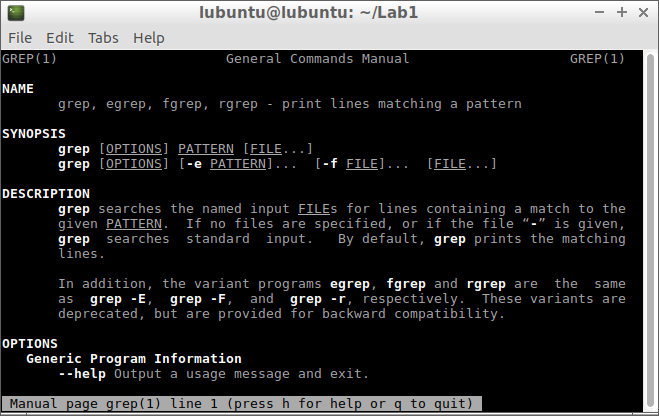 lubuntu@lubuntu: ~/Lab1
File Edit Tabs Help
GREP(1) General Commands Manual GREP(1)
NAME
grep, egrep, fgrep, rgrep - print lines matching a pattern
SYNOPSIS
grep [OPTIONS] PATTERN [FILE...]
grep [OPTIONS] [-e PATTERN]... [-f FILE]... [FILE...]
DESCRIPTION
grep searches the named input FILEs for lines containing a match to the
given PATTERN. If no files are specified, or if the file “-” is given,
grep searches standard input. By default, grep prints the matching
lines.
In addition, the variant programs egrep, fgrep and rgrep are the same
as grep -E, grep -F, and grep -r, respectively. These variants are
deprecated, but are provided for backward compatibility.
OPTIONS
Generic Program Information
--help Output a usage message and exit.
Manual page grep(1) line 1 (press h for help or q to quit)